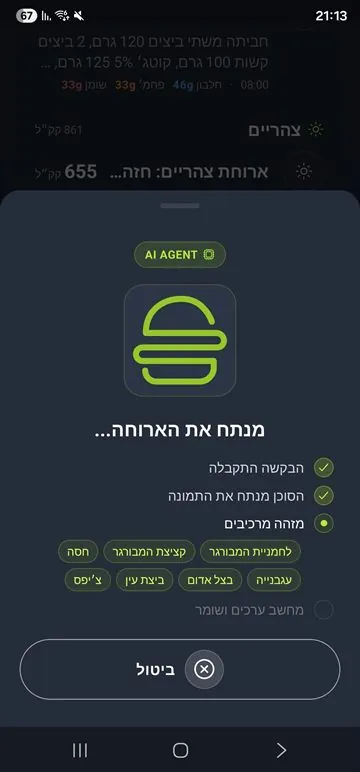 67 21:13
חביתה משתי ביצים 120 גרם, 2 ביצים
קשות 100 גרם, קוטג׳ 5% 125 גרם, ...
08:00 · חלבון 46g פחמ׳ 33g שומן 33g
צהריים 861 קק״ל
ארוחת צהריים: חזה... 655 קק״ל
AI AGENT
מנתח את הארוחה...
הבקשה התקבלה
הסוכן מנתח את התמונה
מזהה מרכיבים
לחמניית המבורגר קציצת המבורגר חסה
עגבנייה בצל אדום ביצת עין צ׳יפס
מחשב ערכים ושומר
ביטול